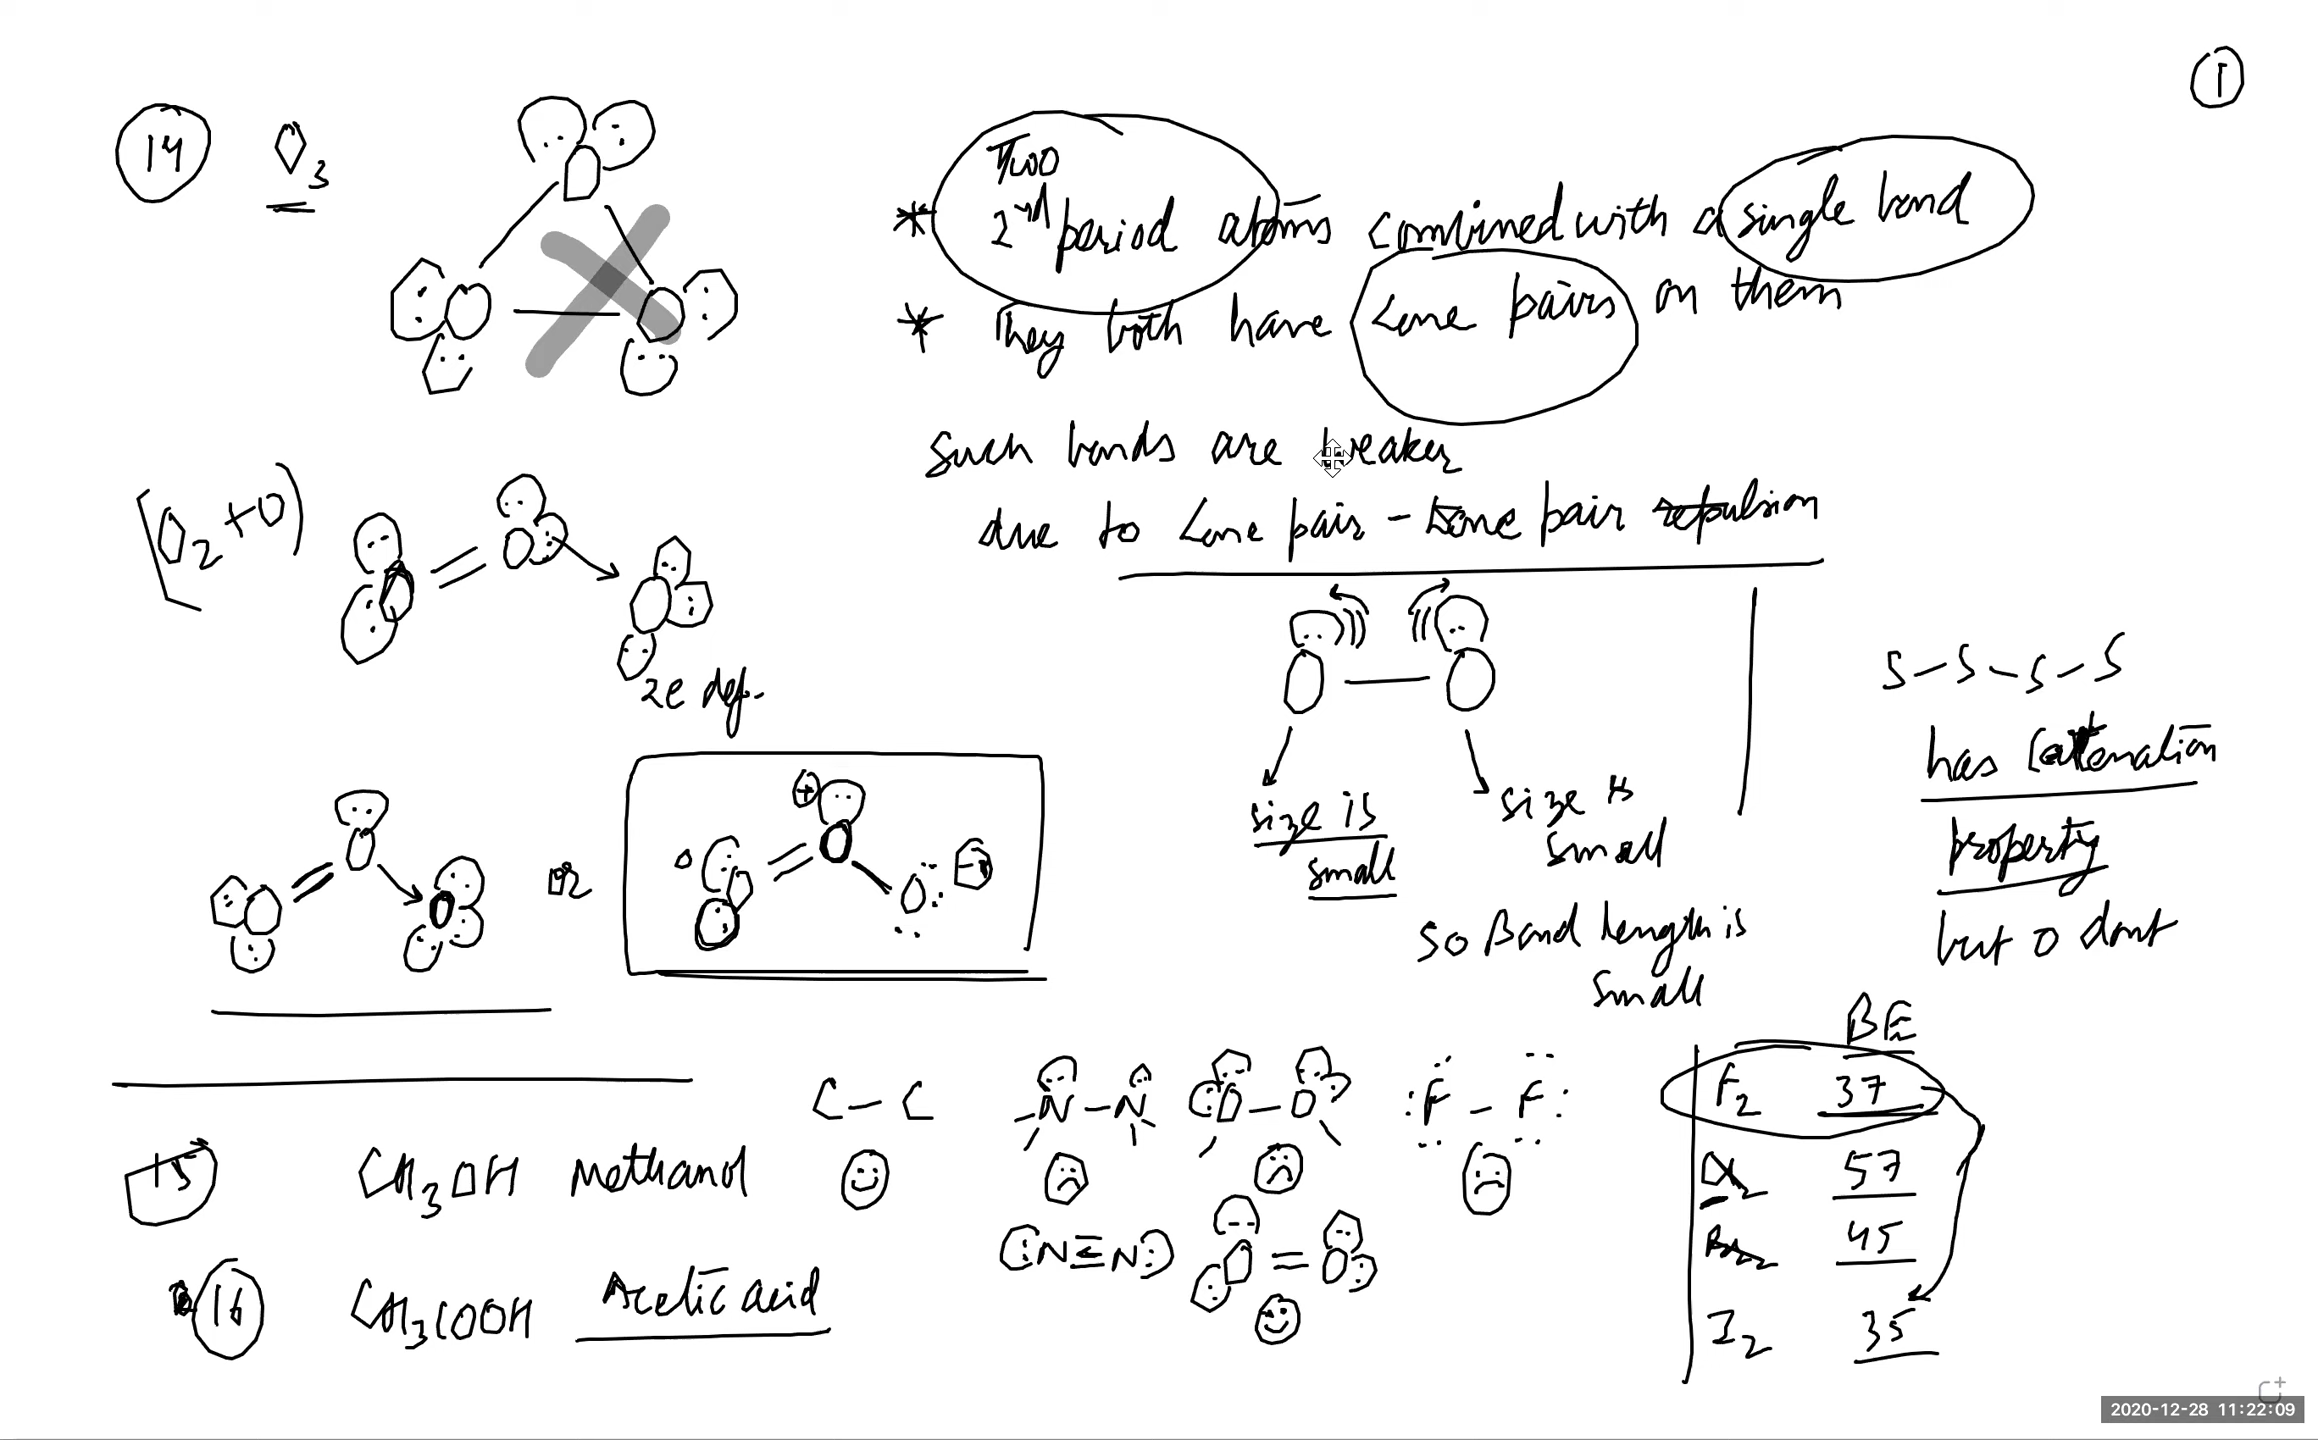 1
14 O3
Two
* 2nd period atoms combined with a single bond
* They both have Lone pairs on them
Such bonds are weaker
due to Lone pair - Lone pair repulsion
[O2 + O)
O = O → O
2e def.
O – O
size is small
size is small
So Bond Length is small
S – S – S – S
has Catenation
property
but O dont
O = O → O or O = O – O
⊕ ⊖
BE
F2 37
Cl2 57
Br2 45
I2 35
C – C – N – N – O – O – :F – F:
:N≡N: O = O
15 CH3OH Methanol
16 CH3COOH Acetic acid
2020-12-28 11:22:09